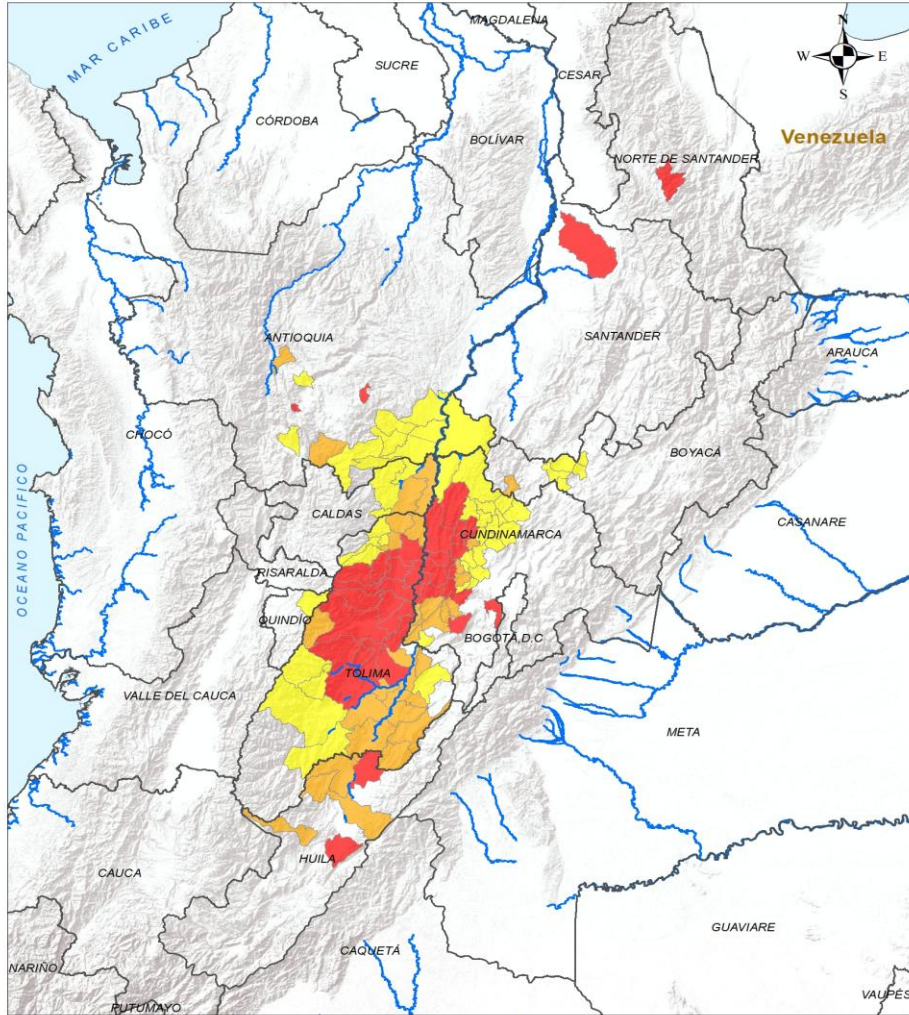 MAGDALENA
N
MAR CARIBE
W
E
SUCRE
CESAR
S
CÓRDOBA
BOLÍVAR
Venezuela
NORTE DE SANTANDER
ANTIOQUIA
SANTANDER
ARAUCA
CHOCÓ
BOYACÁ
OCEANO PACIFICO
CALDAS
CUNDINAMARCA
CASANARE
RISARALDA
QUINDÍO
BOGOTÁ,D.C
TOLIMA
VALLE DEL CAUCA
META
HUILA
CAUCA
GUAVIARE
CAQUETÁ
NARIÑO
VAUPÉS
PUTUMAYO